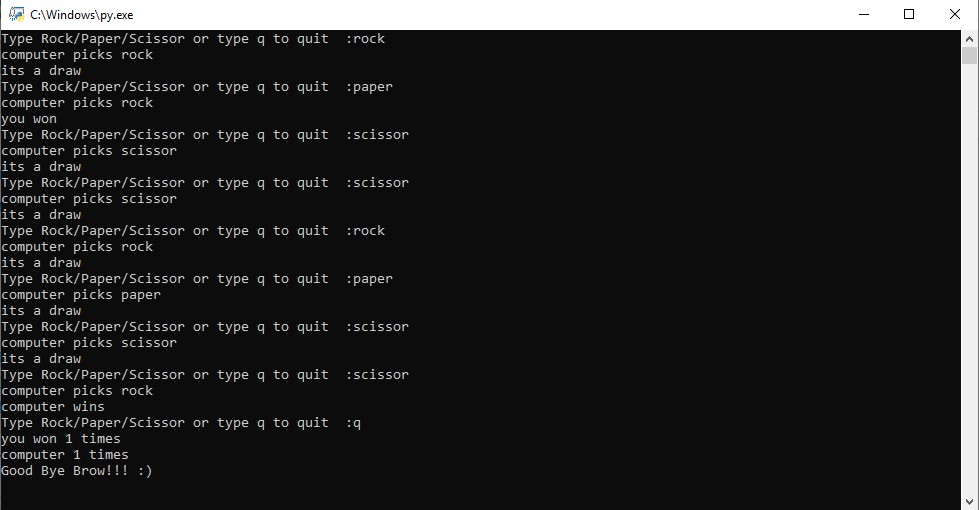 C:\Windows\py.exe
Type Rock/Paper/Scissor or type q to quit  :rock
computer picks rock
its a draw
Type Rock/Paper/Scissor or type q to quit  :paper
computer picks rock
you won
Type Rock/Paper/Scissor or type q to quit  :scissor
computer picks scissor
its a draw
Type Rock/Paper/Scissor or type q to quit  :scissor
computer picks scissor
its a draw
Type Rock/Paper/Scissor or type q to quit  :rock
computer picks rock
its a draw
Type Rock/Paper/Scissor or type q to quit  :paper
computer picks paper
its a draw
Type Rock/Paper/Scissor or type q to quit  :scissor
computer picks scissor
its a draw
Type Rock/Paper/Scissor or type q to quit  :scissor
computer picks rock
computer wins
Type Rock/Paper/Scissor or type q to quit  :q
you won 1 times
computer 1 times
Good Bye Brow!!! :)